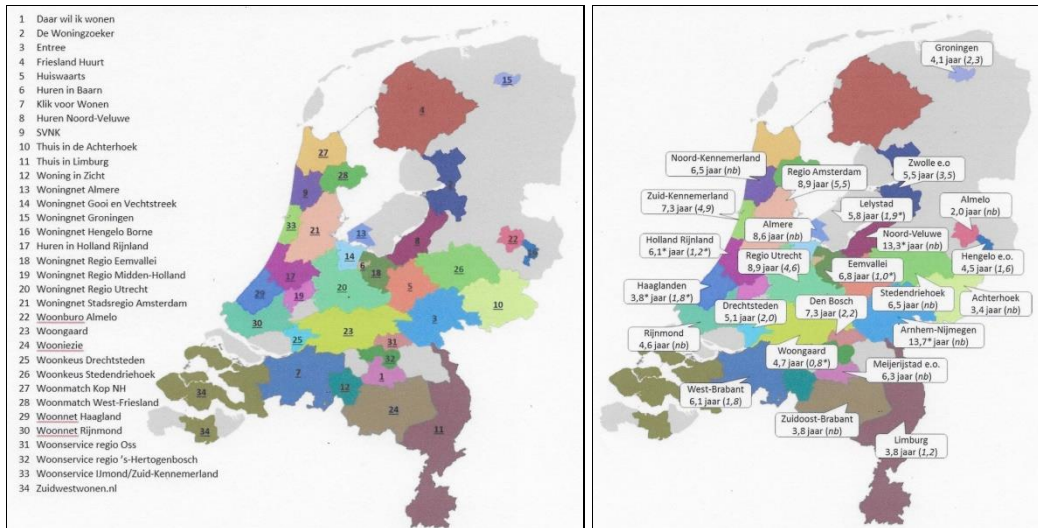 1 Daar wil ik wonen
2 De Woningzoeker
3 Entree
4 Friesland Huurt
5 Huiswaarts
6 Huren in Baarn
7 Klik voor Wonen
8 Huren Noord-Veluwe
9 SVNK
10 Thuis in de Achterhoek
11 Thuis in Limburg
12 Woning in Zicht
13 Woningnet Almere
14 Woningnet Gooi en Vechtstreek
15 Woningnet Groningen
16 Woningnet Hengelo Borne
17 Huren in Holland Rijnland
18 Woningnet Regio Eemvallei
19 Woningnet Regio Midden-Holland
20 Woningnet Regio Utrecht
21 Woningnet Stadsregio Amsterdam
22 Woonburo Almelo
23 Woongaard
24 Wooniezie
25 Woonkeus Drechtsteden
26 Woonkeus Stedendriehoek
27 Woonmatch Kop NH
28 Woonmatch West-Friesland
29 Woonnet Haagland
30 Woonnet Rijnmond
31 Woonservice regio Oss
32 Woonservice regio 's-Hertogenbosch
33 Woonservice IJmond/Zuid-Kennemerland
34 Zuidwestwonen.nl
15
4
27
28
9
33
21
13
8
22
14
6
18
26
17
5
29
19
20
10
30
3
25
23
31
32
7
12
1
34
24
34
11
Groningen
4,1 jaar (2,3)
Noord-Kennemerland
6,5 jaar (nb)
Regio Amsterdam
8,9 jaar (5,5)
Zwolle e.o
5,5 jaar (3,5)
Zuid-Kennemerland
7,3 jaar (4,9)
Lelystad
5,8 jaar (1,9*)
Almelo
2,0 jaar (nb)
Almere
8,6 jaar (nb)
Noord-Veluwe
13,3* jaar (nb)
Holland Rijnland
6,1* jaar (1,2*)
Regio Utrecht
8,9 jaar (4,6)
Eemvallei
6,8 jaar (1,0*)
Hengelo e.o
4,5 jaar (1,6)
Haaglanden
3,8* jaar (1,8*)
Stedendriehoek
6,5 jaar (nb)
Achterhoek
3,4 jaar (nb)
Drechtsteden
5,1 jaar (2,0)
Den Bosch
7,3 jaar (2,2)
Rijnmond
4,6 jaar (nb)
Arnhem-Nijmegen
13,7* jaar (nb)
Woongaard
4,7 jaar (0,8*)
Meijerijstad e.o.
6,3 jaar (nb)
West-Brabant
6,1 jaar (1,8)
Zuidoost-Brabant
3,8 jaar (nb)
Limburg
3,8 jaar (1,2)